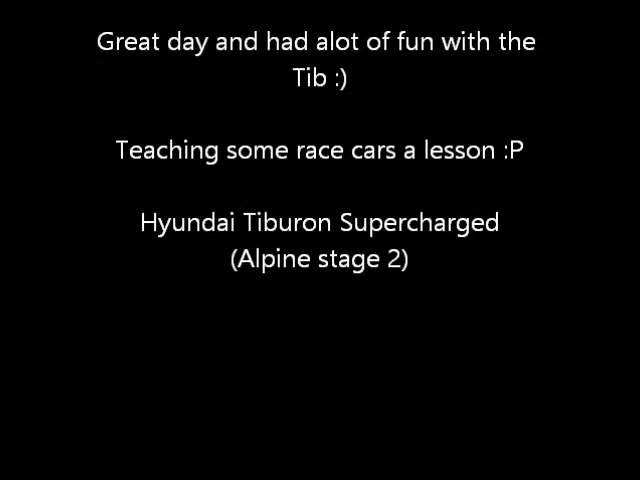 Great day and had alot of fun with the
Tib :)
Teaching some race cars a lesson :P
Hyundai Tiburon Supercharged
(Alpine stage 2)